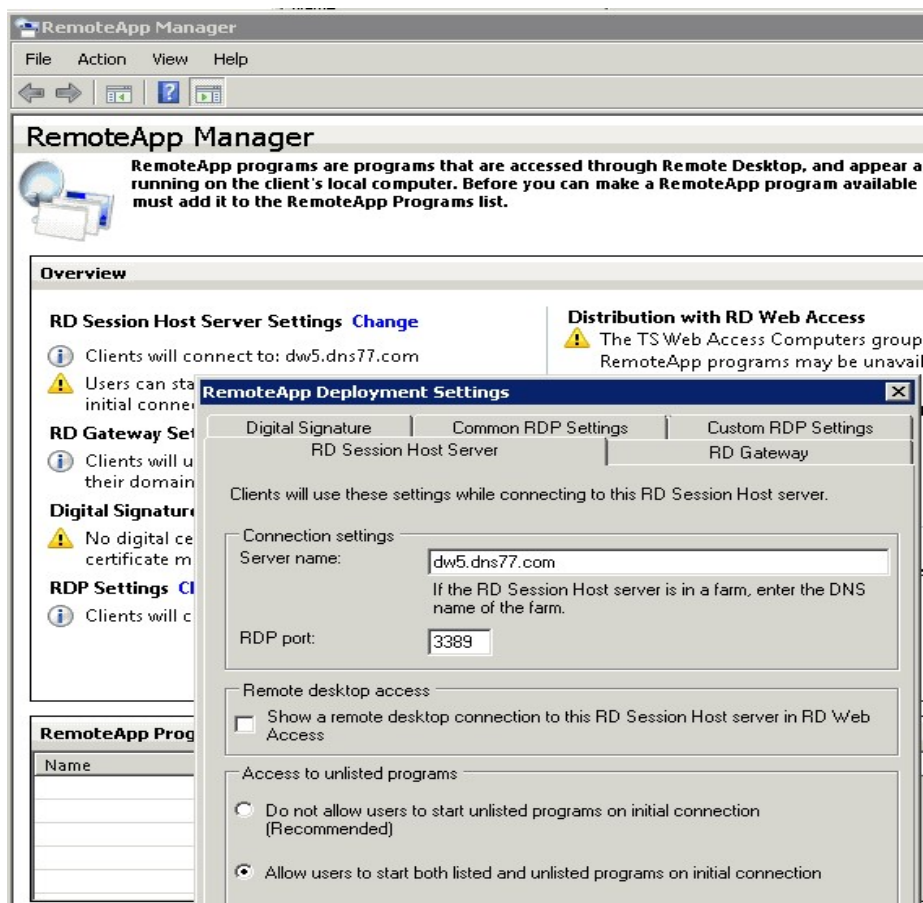 RemoteApp Manager
File Action View Help
RemoteApp Manager
RemoteApp programs are programs that are accessed through Remote Desktop, and appear a
running on the client's local computer. Before you can make a RemoteApp program available
must add it to the RemoteApp Programs list.
Overview
RD Session Host Server Settings Change
Clients will connect to: dw5.dns77.com
Users can sta
initial conne
RD Gateway Set
Clients will u
their domain
Digital Signature
No digital ce
certificate m
RDP Settings Cl
Clients will c
Distribution with RD Web Access
The TS Web Access Computers group
RemoteApp programs may be unavail
RemoteApp Prog
Name
RemoteApp Deployment Settings
Digital Signature Common RDP Settings Custom RDP Settings
RD Session Host Server RD Gateway
Clients will use these settings while connecting to this RD Session Host server.
Connection settings
Server name: dw5.dns77.com
If the RD Session Host server is in a farm, enter the DNS
name of the farm.
RDP port: 3389
Remote desktop access
Show a remote desktop connection to this RD Session Host server in RD Web
Access
Access to unlisted programs
Do not allow users to start unlisted programs on initial connection
(Recommended)
Allow users to start both listed and unlisted programs on initial connection